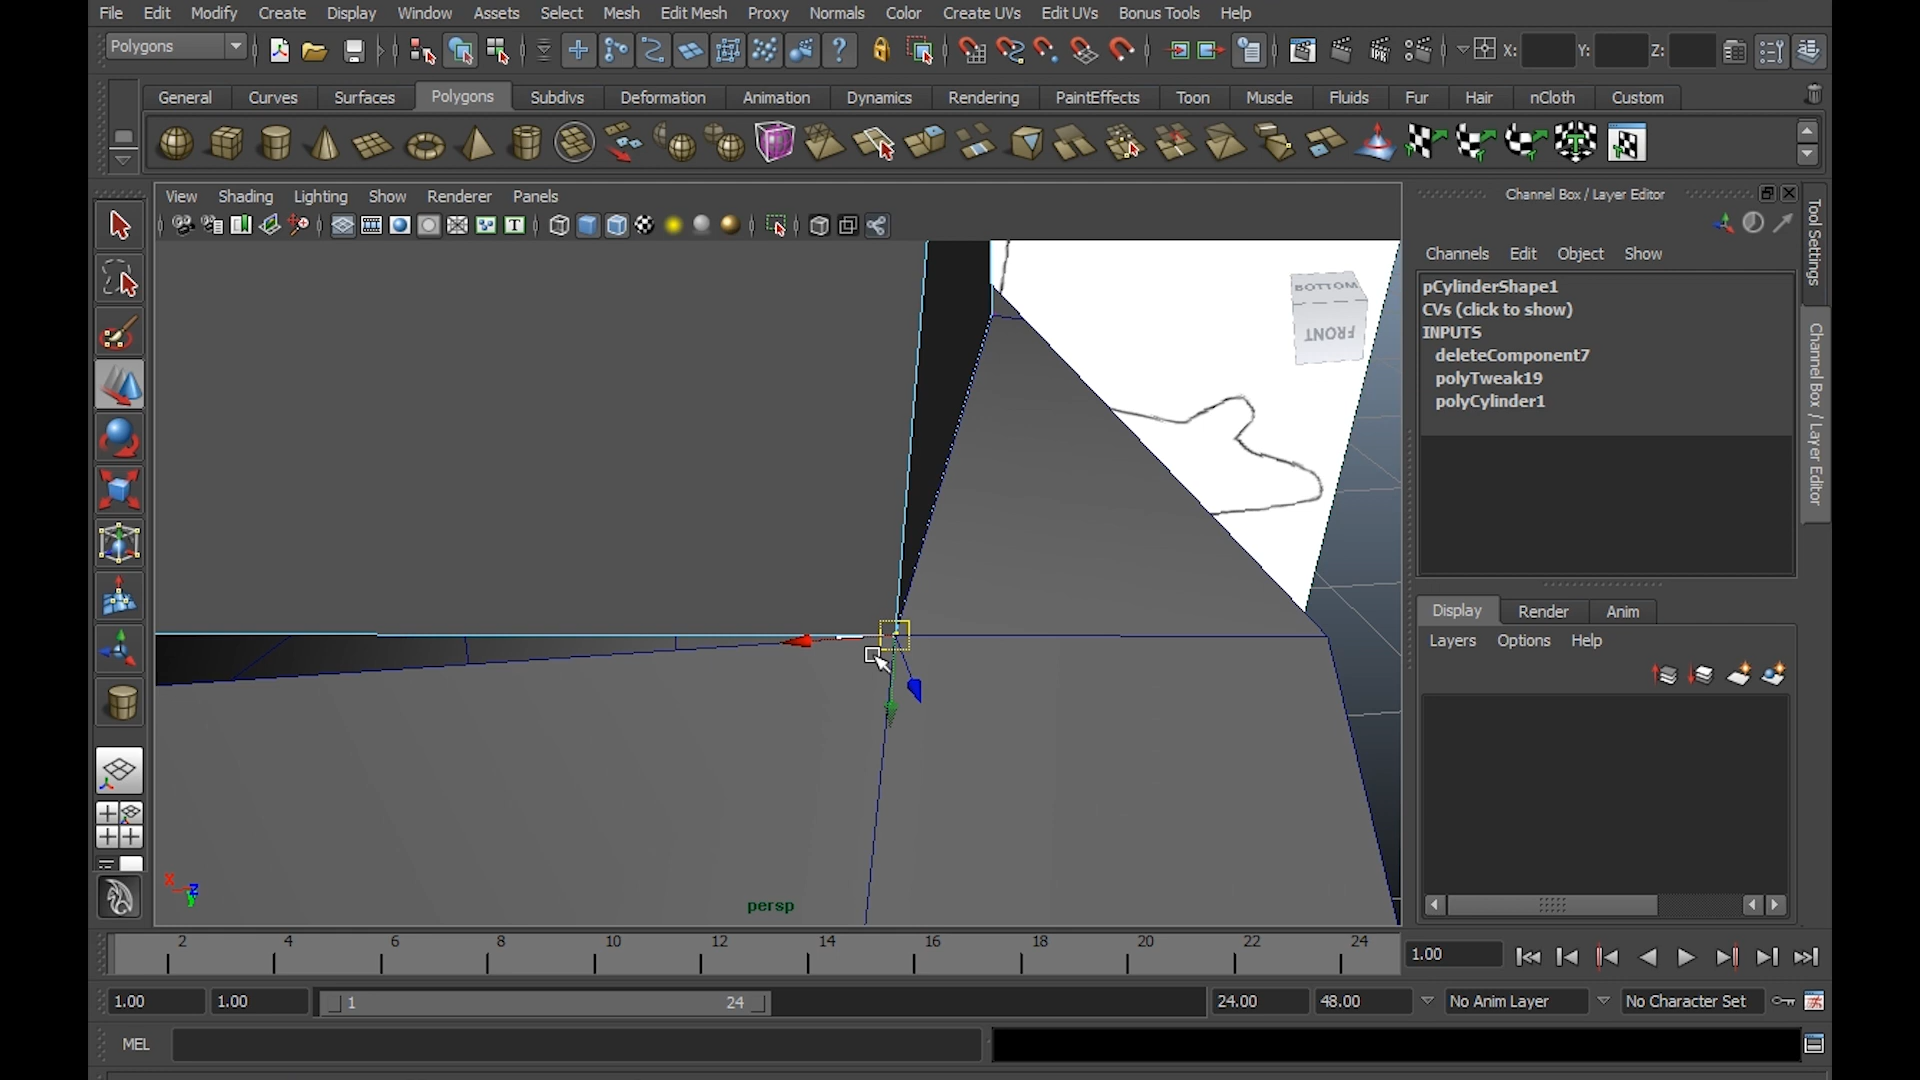 File Edit Modify Create Display Window Assets Select Mesh Edit Mesh Proxy Normals Color Create UVs Edit UVs Bonus Tools Help
Polygons X: Y: Z:
General Curves Surfaces Polygons Subdivs Deformation Animation Dynamics Rendering PaintEffects Toon Muscle Fluids Fur Hair nCloth Custom
View Shading Lighting Show Renderer Panels
Channel Box / Layer Editor
Tool Settings
Channels Edit Object Show
pCylinderShape1
CVs (click to show)
INPUTS
deleteComponent7
polyTweak19
polyCylinder1
Channel Box / Layer Editor
BOTTOM
FRONT
Display Render Anim
Layers Options Help
X
Z
y
persp
2 4 6 8 10 12 14 16 18 20 22 24
1.00
1.00 1.00 1 24 24.00 48.00 No Anim Layer No Character Set
MEL